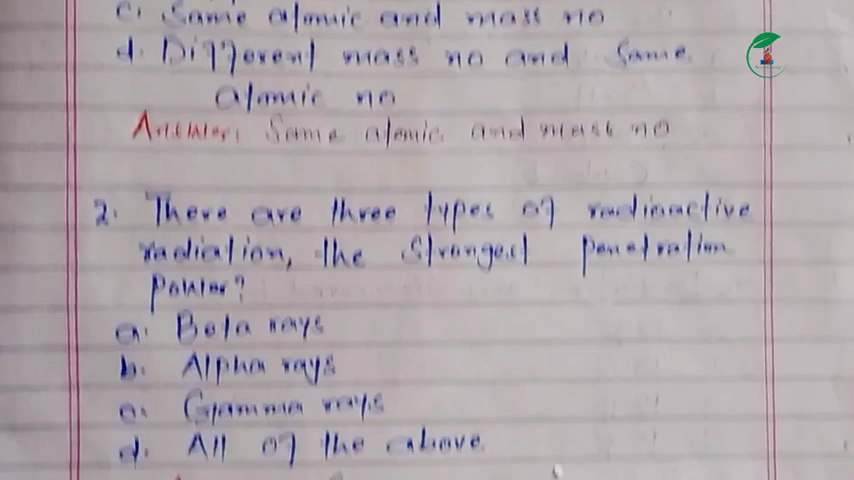 c. Same atomic and mass no
d. Different mass no and same
atomic no
Answer: Same atomic and mass no
2. There are three types of radioactive
radiation, the strongest penetration
power?
a. Beta rays
b. Alpha rays
c. Gamma rays
d. All of the above